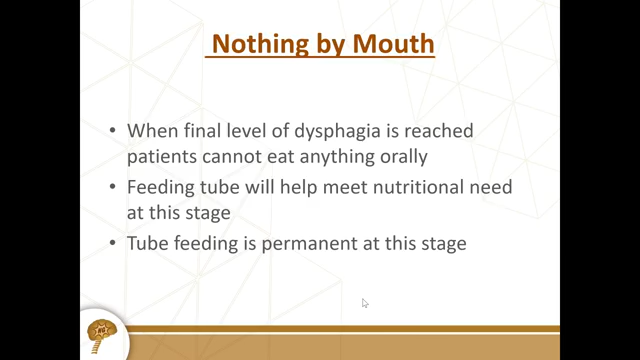 Nothing by Mouth
• When final level of dysphagia is reached
patients cannot eat anything orally
• Feeding tube will help meet nutritional need
at this stage
• Tube feeding is permanent at this stage